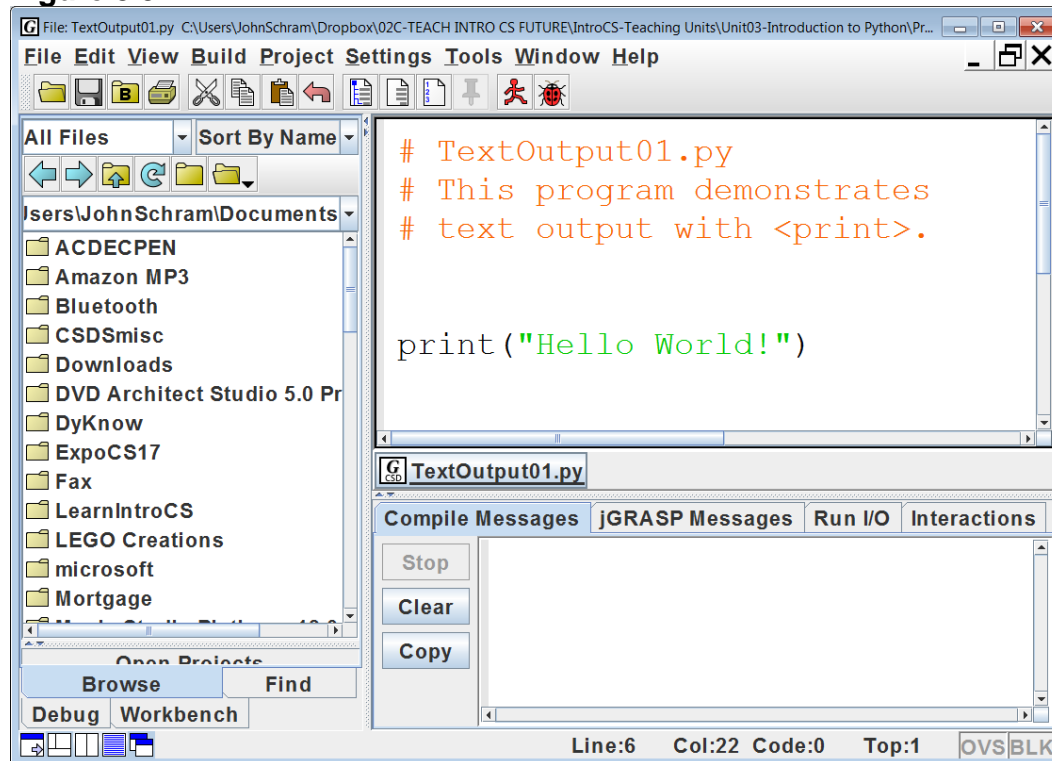 File: TextOutput01.py C:\Users\JohnSchram\Dropbox\02C-TEACH INTRO CS FUTURE\IntroCS-Teaching Units\Unit03-Introduction to Python\Pr...
File Edit View Build Project Settings Tools Window Help
All Files
Sort By Name
Jsers\JohnSchram\Documents
ACDECPEN
Amazon MP3
Bluetooth
CSDSmisc
Downloads
DVD Architect Studio 5.0 Pr
DyKnow
ExpoCS17
Fax
LearnIntroCS
LEGO Creations
microsoft
Mortgage
Open Projects
Browse
Find
Debug
Workbench
# TextOutput01.py
# This program demonstrates
# text output with <print>.
print("Hello World!")
TextOutput01.py
Compile Messages
jGRASP Messages
Run I/O
Interactions
Stop
Clear
Copy
Line:6 Col:22 Code:0 Top:1 OVS BLK